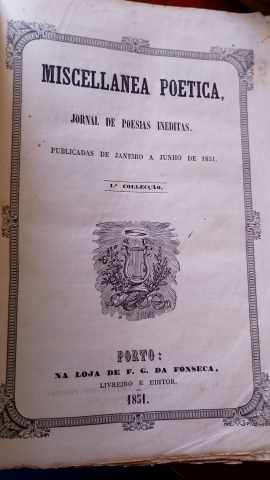 MISCELLANEA POETICA,
JORNAL DE POESIAS INEDITAS.
PUBLICADAS DE JANEIRO A JUNHO DE 1851.
1.ª COLLECÇÃO.
PORTO:
NA LOJA DE F. G. DA FONSECA,
LIVREIRO E EDITOR.
1851.